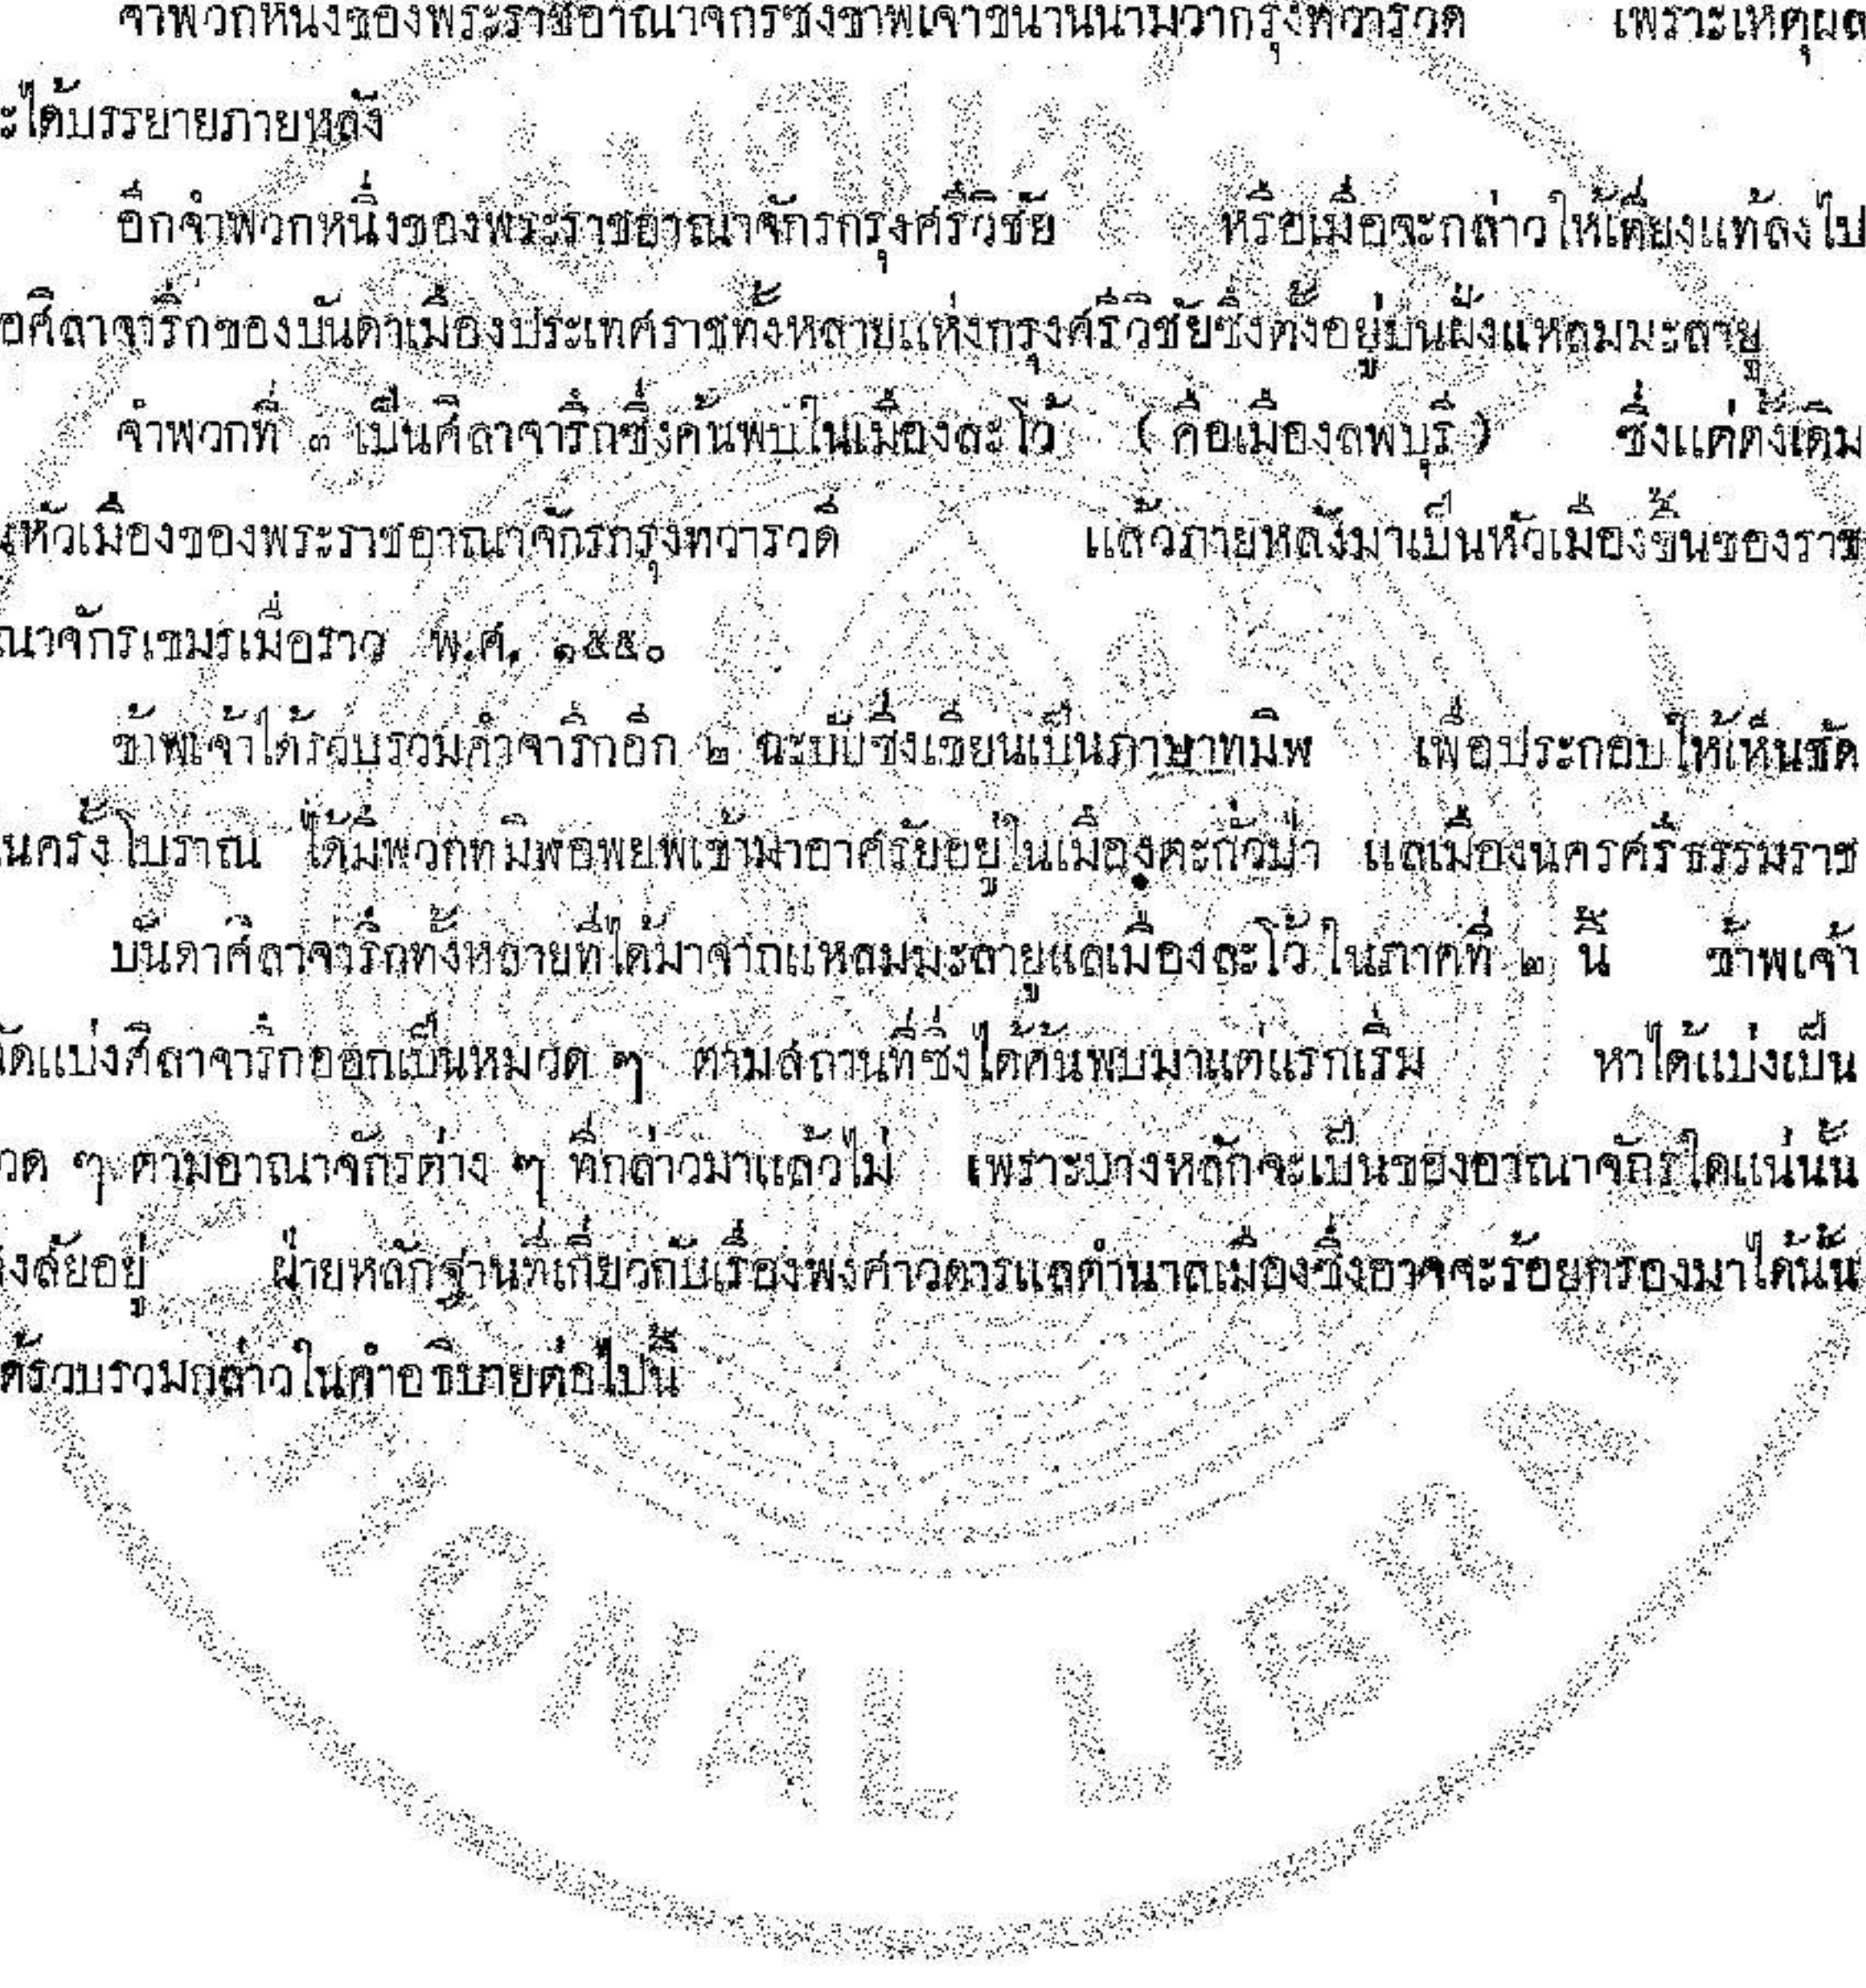 จำพวกหนึ่งของพระราชอาณาจักรซึ่งข้าพเจ้าขนานนามว่ากรุงทวารวดี เพราะเหตุผล
ะได้บรรยายภายหลัง
อีกจำพวกหนึ่งของพระราชอาณาจักรกรุงศรีวิชัย หรือเมื่อจะกล่าวให้เที่ยงแท้ลงไป
อศิลาจารึกของบันดาเมืองประเทศราชทั้งหลายแห่งกรุงศรีวิชัยซึ่งตั้งอยู่บนฝั่งแหลมมะลายู
จำพวกที่ ๓ เป็นศิลาจารึกซึ่งค้นพบในเมืองละโว้ (คือเมืองลพบุรี) ซึ่งแต่ดั้งเดิม
นหัวเมืองของพระราชอาณาจักรกรุงทวารวดี แล้วภายหลังมาเป็นหัวเมืองขึ้นของราช
ณาจักรเขมรเมื่อราว พ.ศ. ๑๕๕๐
ข้าพเจ้าได้รวบรวมคำจารึกอีก ๒ ฉะบับซึ่งเขียนเป็นภาษาทมิฬ เพื่อประกอบให้เห็นชัด
นครั้งโบราณ ได้มีพวกทมิฬอพยพเข้ามาอาศรัยอยู่ในเมืองตะกั่วป่า แลเมืองนครศรีธรรมราช
บันดาศิลาจารึกทั้งหลายที่ได้มาจากแหลมมะลายูแลเมืองละโว้ ในภาคที่ ๒ นี้ ข้าพเจ้า
ัดแบ่งศิลาจารึกออกเป็นหมวด ๆ ตามสถานที่ซึ่งได้ค้นพบมาแต่แรกเริ่ม หาได้แบ่งเป็น
วด ๆ ตามอาณาจักรต่าง ๆ ที่กล่าวมาแล้วไม่ เพราะบางหลักจะเป็นของอาณาจักรใดแน่นั้น
งสัยอยู่ ฝ่ายหลักฐานที่เกี่ยวกับเรื่องพงศาวดารแลตำนาลเมืองซึ่งอาจจะร้อยกรองมาได้นั้น
ด้รวบรวมกล่าวในคำอธิบายต่อไปนี้
IONAL LIBRA